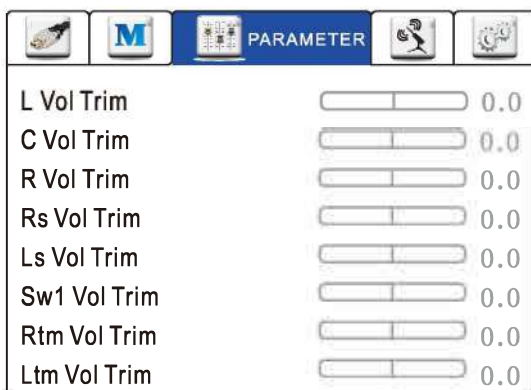 M PARAMETER
L Vol Trim 0.0
C Vol Trim 0.0
R Vol Trim 0.0
Rs Vol Trim 0.0
Ls Vol Trim 0.0
Sw1 Vol Trim 0.0
Rtm Vol Trim 0.0
Ltm Vol Trim 0.0